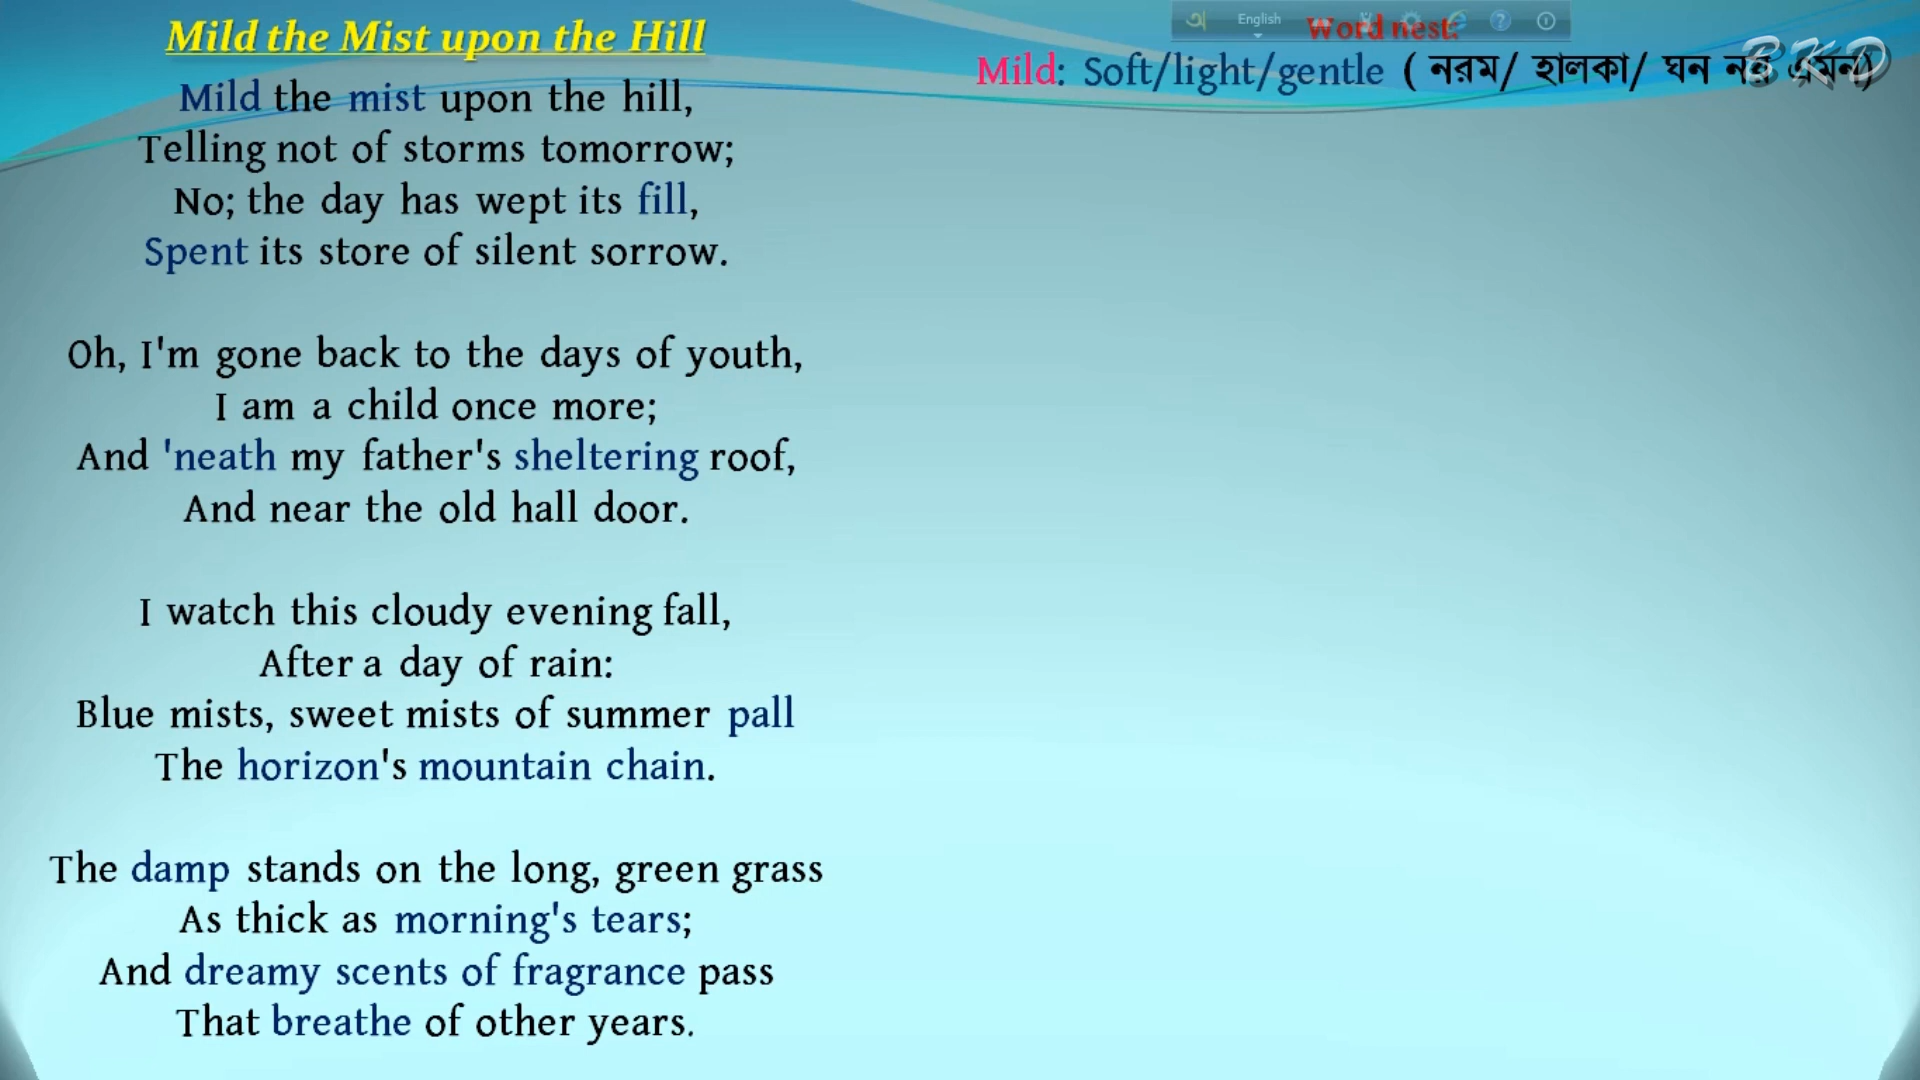 Mild the Mist upon the Hill
Mild the mist upon the hill,
Telling not of storms tomorrow;
No; the day has wept its fill,
Spent its store of silent sorrow.
Oh, I'm gone back to the days of youth,
I am a child once more;
And 'neath my father's sheltering roof,
And near the old hall door.
I watch this cloudy evening fall,
After a day of rain:
Blue mists, sweet mists of summer pall
The horizon's mountain chain.
The damp stands on the long, green grass
As thick as morning's tears;
And dreamy scents of fragrance pass
That breathe of other years.
অ English
Word nest:
Mild: Soft/light/gentle ( নরম/ হালকা/ ঘন নয় এমন)
BKD